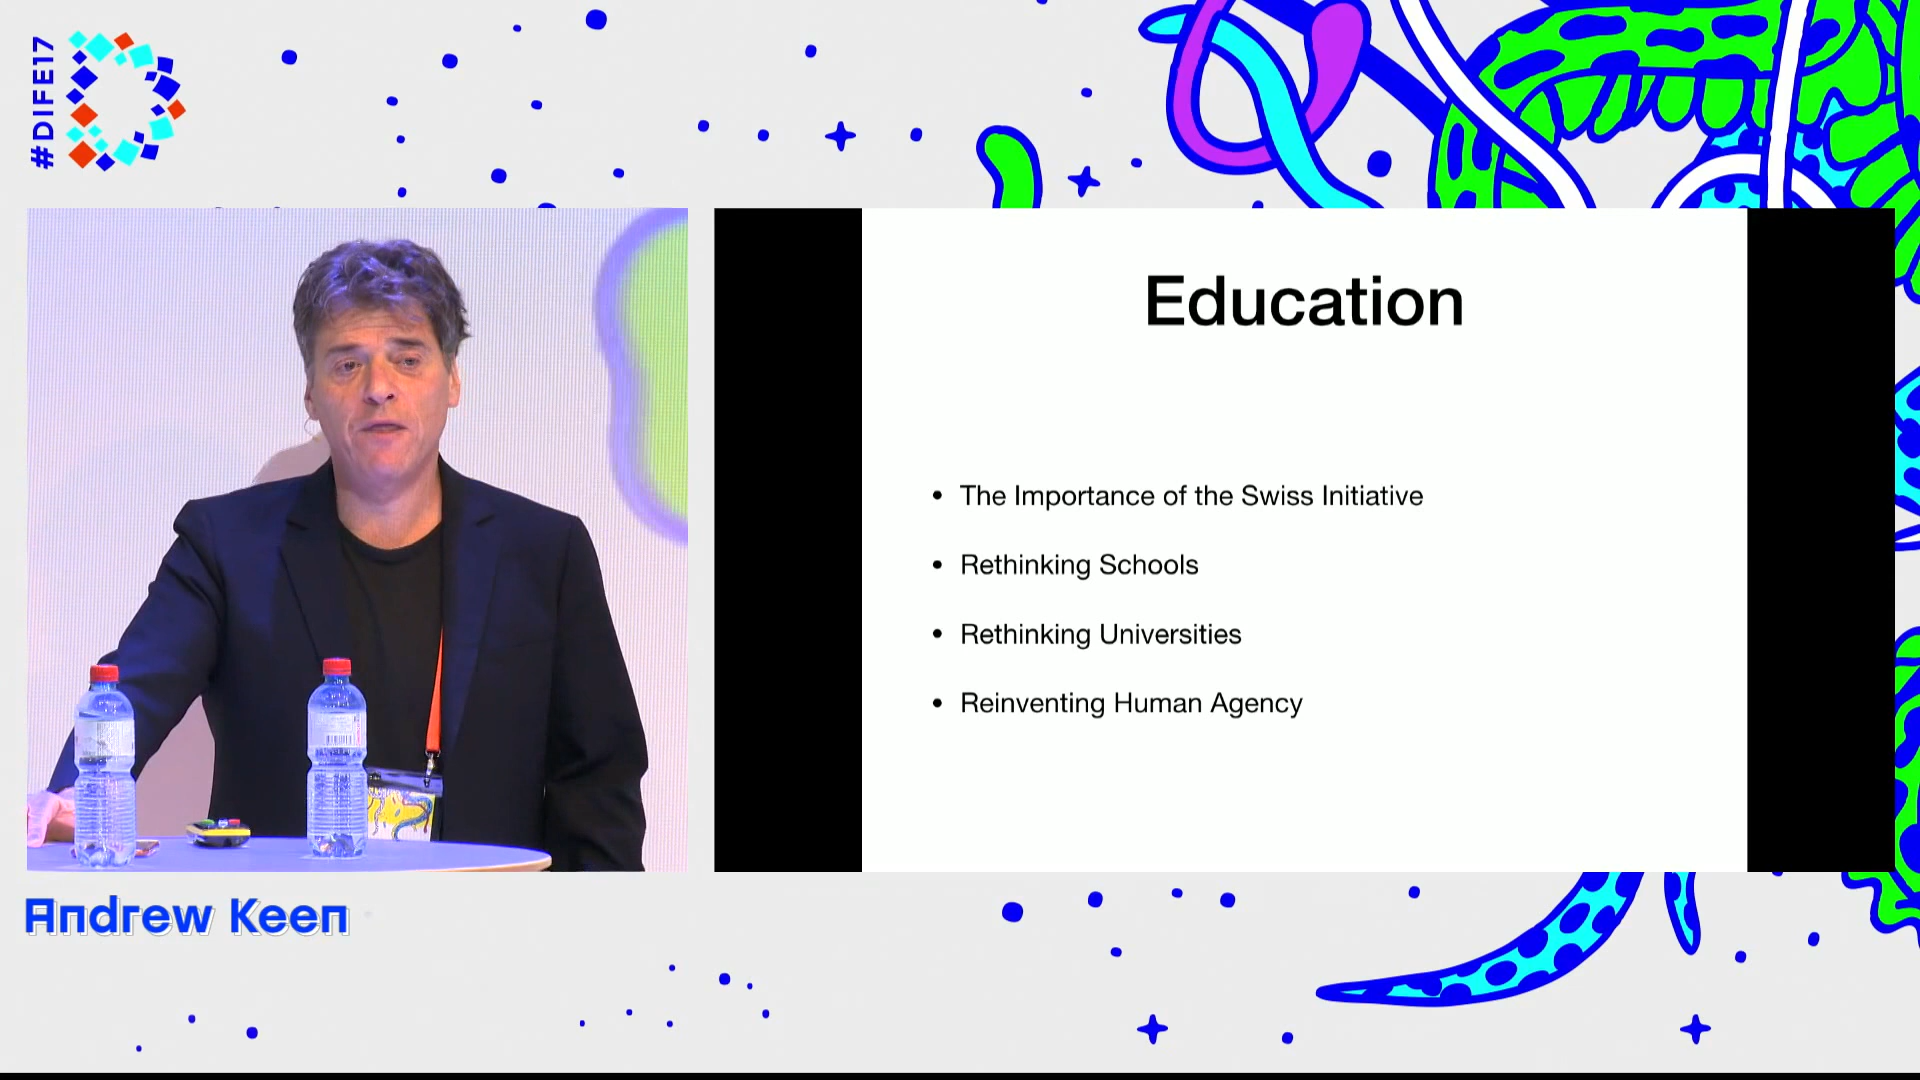 #DIFE17
Education
• The Importance of the Swiss Initiative
• Rethinking Schools
• Rethinking Universities
• Reinventing Human Agency
Andrew Keen